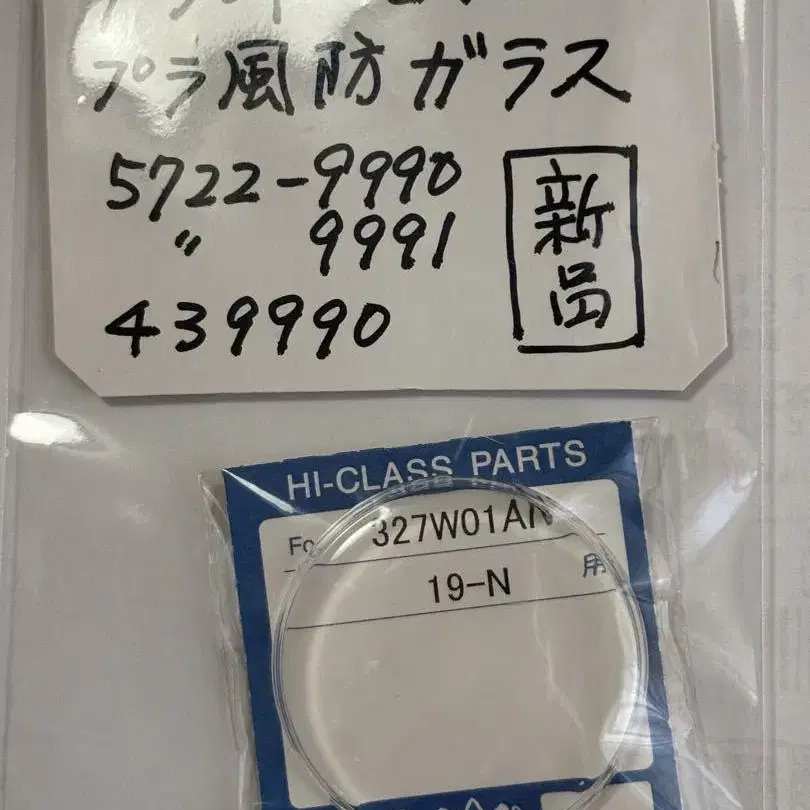 プラ風防ガラス
5722-9990
〃 9991
439990
新品
HI-CLASS PARTS
327W01AN
19-N 用